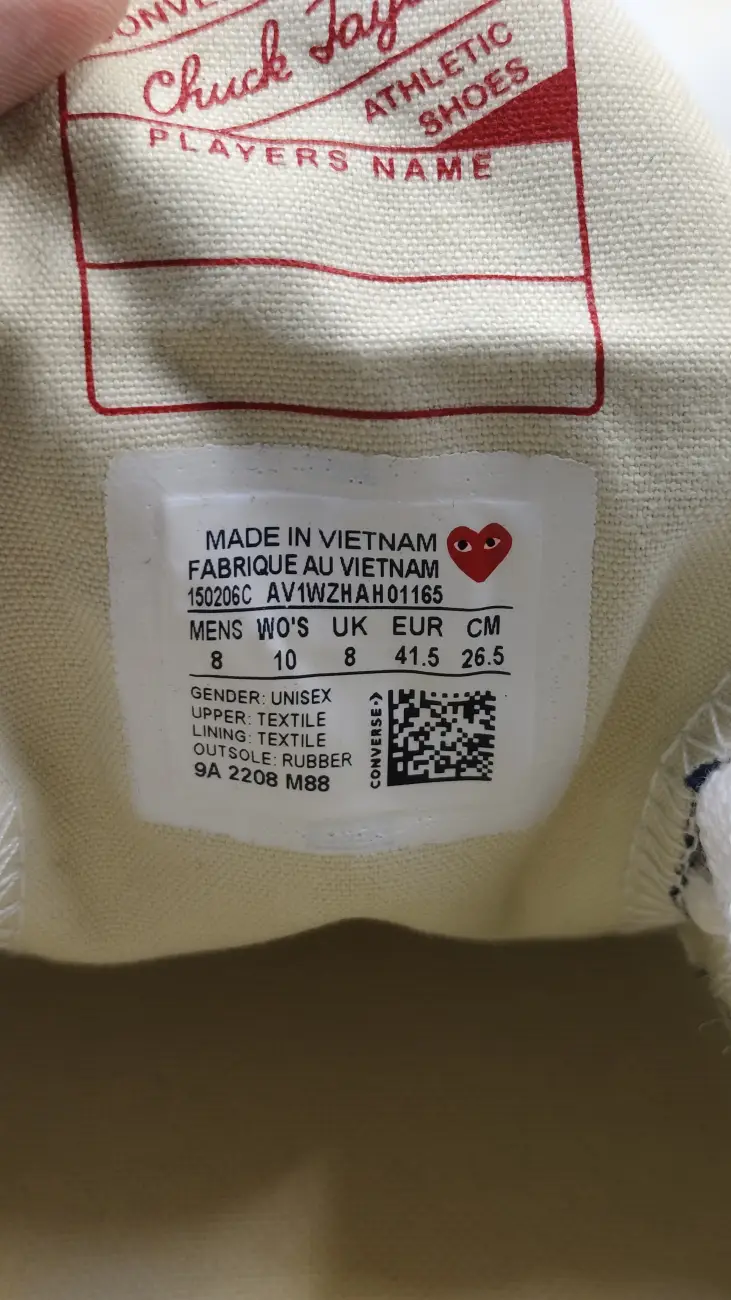 Chuck
ATHLETIC
SHOES
PLAYERS NAME
MADE IN VIETNAM
FABRIQUE AU VIETNAM
150206C AV1WZHAH01165
MENS WO'S UK EUR CM
8 10 8 41.5 26.5
GENDER: UNISEX
UPPER: TEXTILE
LINING: TEXTILE
OUTSOLE: RUBBER
9A 2208 M88
CONVERSE